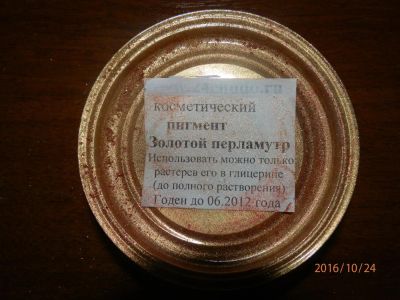 косметический
пигмент
Золотой перламутр
Использовать можно только
растерев его в глицерине
(до полного растворения)
Годен до 06.2012 года
2016/10/24